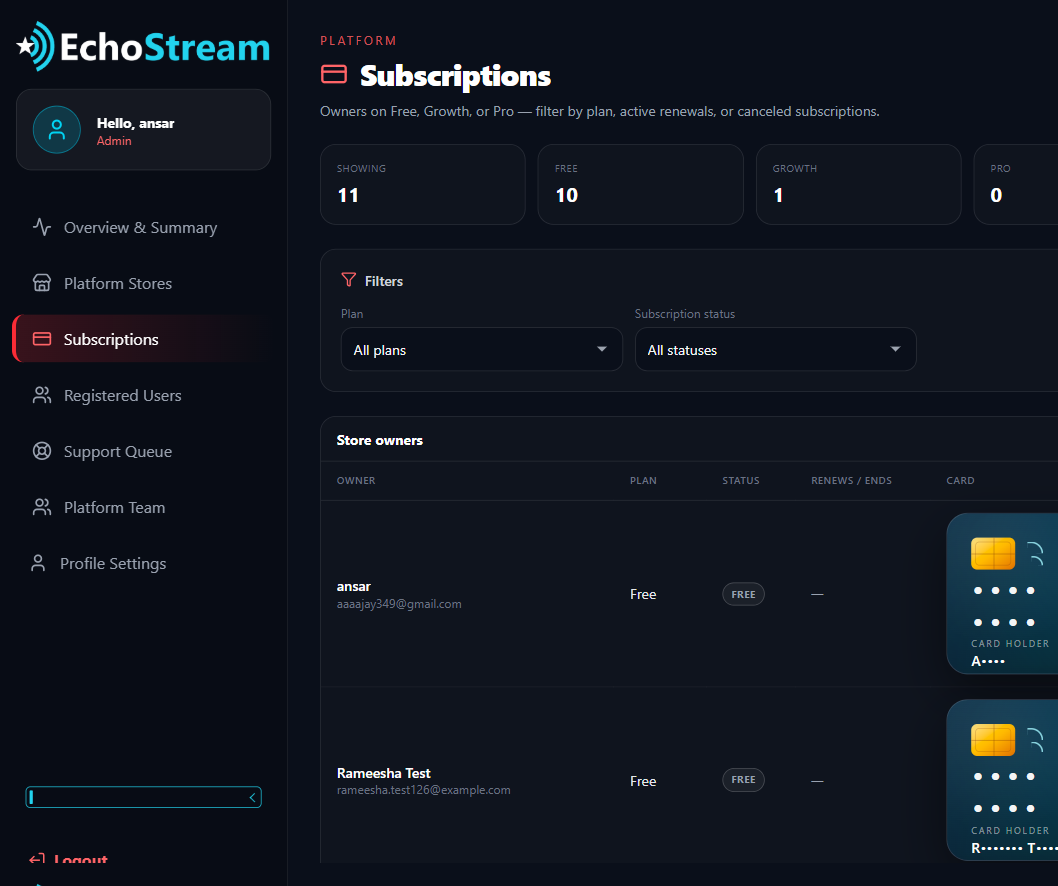 EchoStream
Hello, ansar
Admin
Overview & Summary
Platform Stores
Subscriptions
Registered Users
Support Queue
Platform Team
Profile Settings
Logout
PLATFORM
Subscriptions
Owners on Free, Growth, or Pro — filter by plan, active renewals, or canceled subscriptions.
SHOWING FREE GROWTH PRO
11 10 1 0
Filters
Plan Subscription status
All plans All statuses
Store owners
OWNER PLAN STATUS RENEWS / ENDS CARD
ansar
aaaajay349@gmail.com
Free FREE —
•••• 
••••
CARD HOLDER
A••••
Rameesha Test
rameesha.test126@example.com
Free FREE —
••••
••••
CARD HOLDER
R••••••• T••••